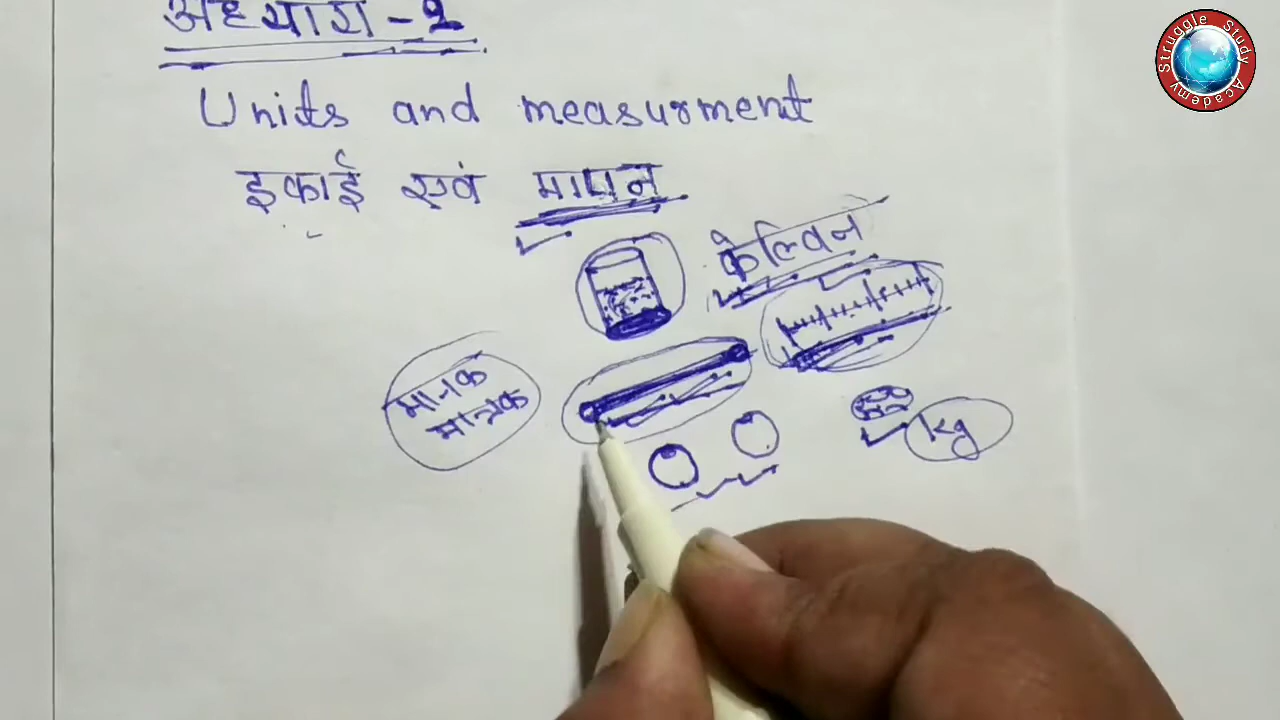 अध्याय-2
Units and measurment
इकाई एवं मापन
केल्विन
मानक
मात्रक
kg
Struggle Study Academy